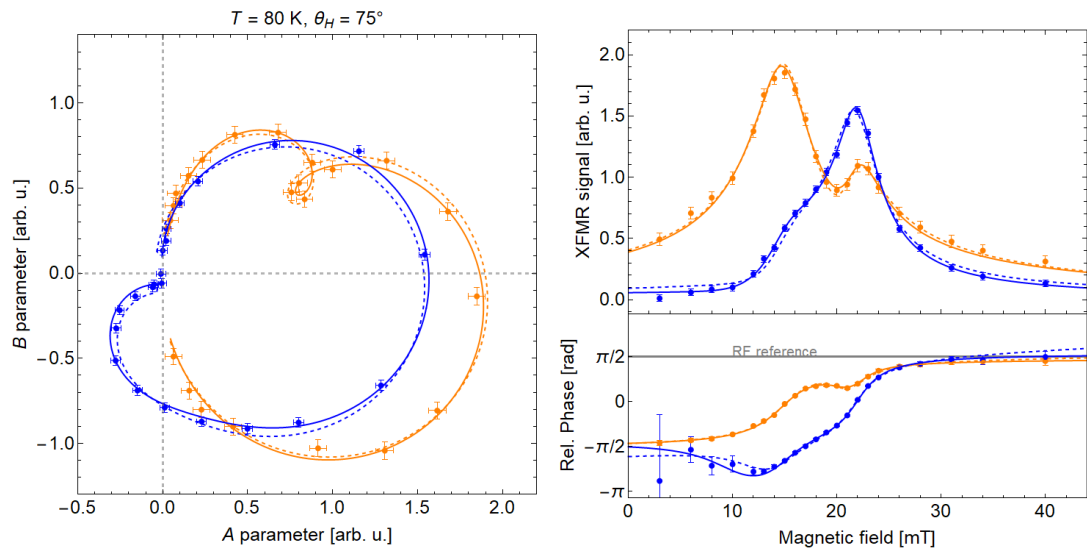 T = 80 K, θH = 75°
B parameter [arb. u.]
1.0
0.5
0.0
−0.5
−1.0
−0.5
0.0
0.5
1.0
1.5
2.0
A parameter [arb. u.]
XFMR signal [arb. u.]
2.0
1.5
1.0
0.5
0.0
Rel. Phase [rad]
π/2
0
−π/2
−π
RF reference
0
10
20
30
40
Magnetic field [mT]